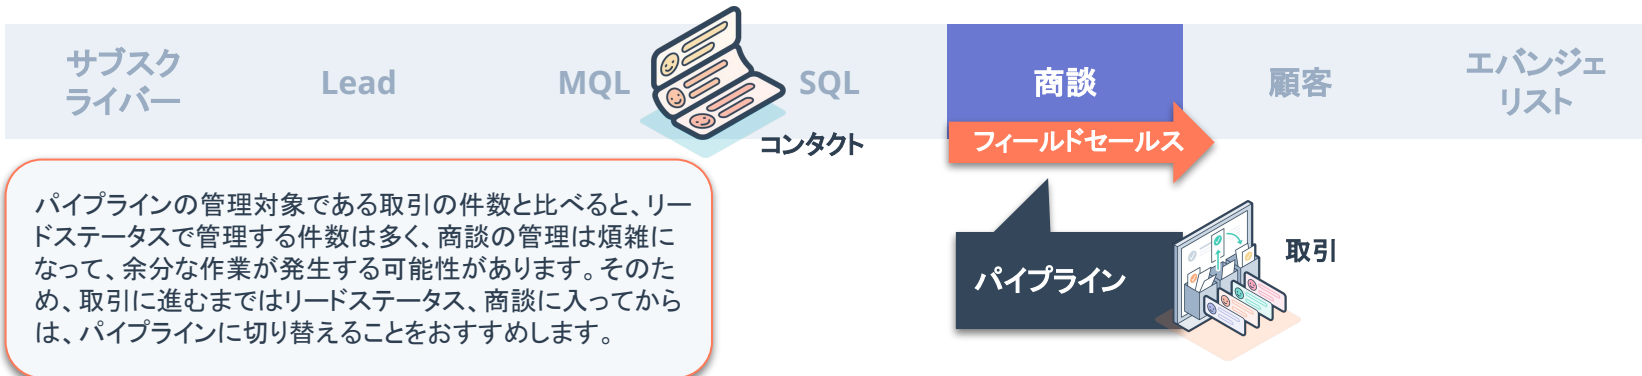 サブスク
ライバー
Lead
MQL
SQL
商談
顧客
エバンジェ
リスト
コンタクト
フィールドセールス
パイプラインの管理対象である取引の件数と比べると、リー
ドステータスで管理する件数は多く、商談の管理は煩雑に
なって、余分な作業が発生する可能性があります。そのた
め、取引に進むまではリードステータス、商談に入ってから
は、パイプラインに切り替えることをおすすめします。
パイプライン
取引